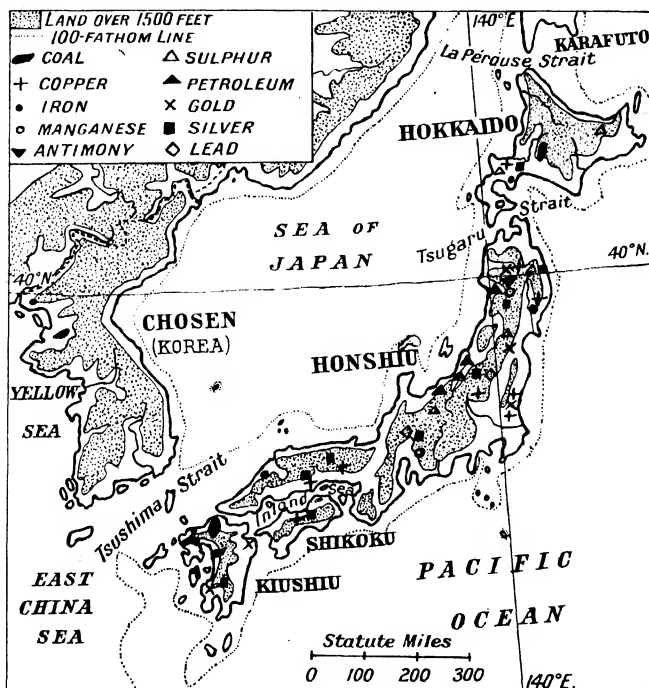 LAND OVER 1500 FEET
100-FATHOM LINE
COAL
SULPHUR
COPPER
PETROLEUM
IRON
GOLD
MANGANESE
SILVER
ANTIMONY
LEAD
140°E
KARAFUTO
La Pérouse Strait
HOKKAIDO
SEA OF
JAPAN
Tsugaru Strait
40°N.
40°N
CHOSEN
(KOREA)
HONSHIU
YELLOW
SEA
Tsushima Strait
Inland Sea
SHIKOKU
KIUSHIU
EAST
CHINA
SEA
PACIFIC
OCEAN
Statute Miles
0 100 200 300
140°E.